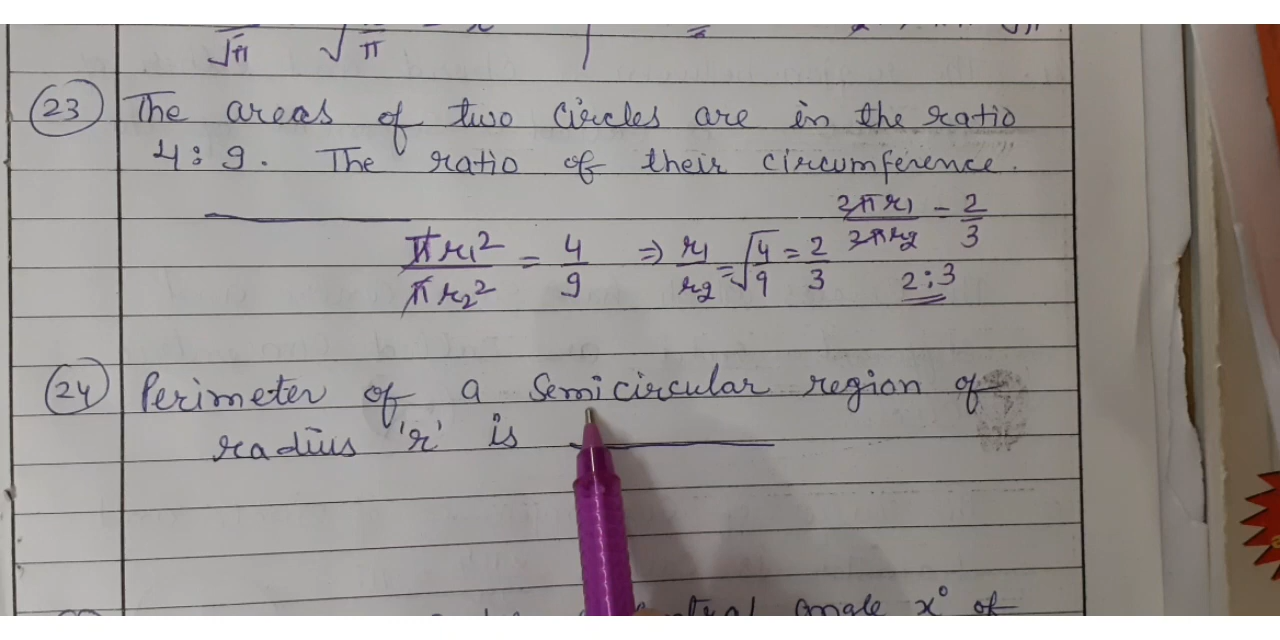 √π √ π
23 The areas of two circles are in the ratio
4:9. The ratio of their circumference.
πr₁²/πr₂² = 4/9 ⇒ r₁/r₂ = √4/9 = 2/3 2πr₁/2πr₂ = 2/3
2:3
24 Perimeter of a Semicircular region of
radius 'r' is
angle x° of